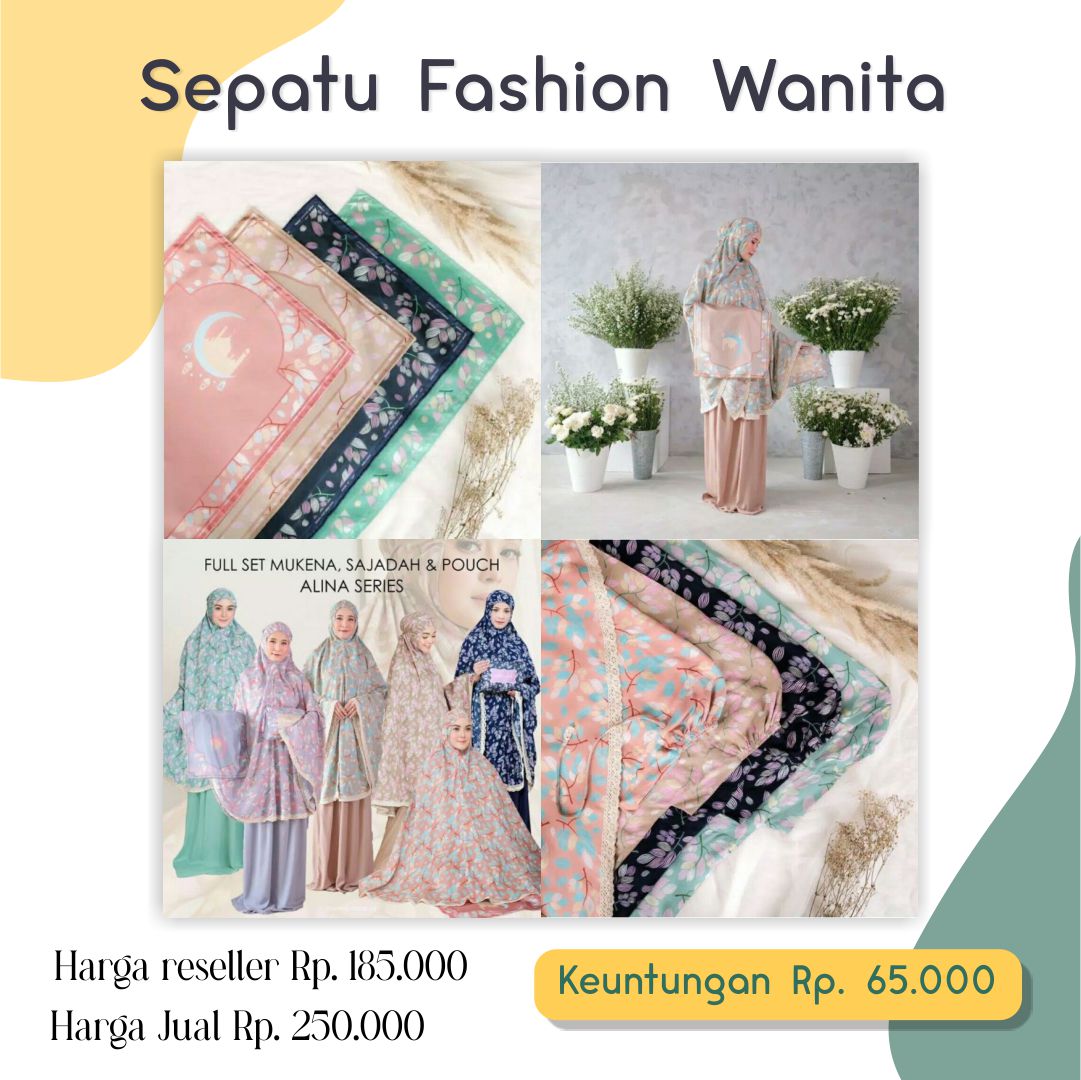 Sepatu Fashion Wanita
FULL SET MUKENA, SAJADAH & POUCH
ALINA SERIES
Harga reseller Rp. 185.000
Harga Jual Rp. 250.000
Keuntungan Rp. 65.000